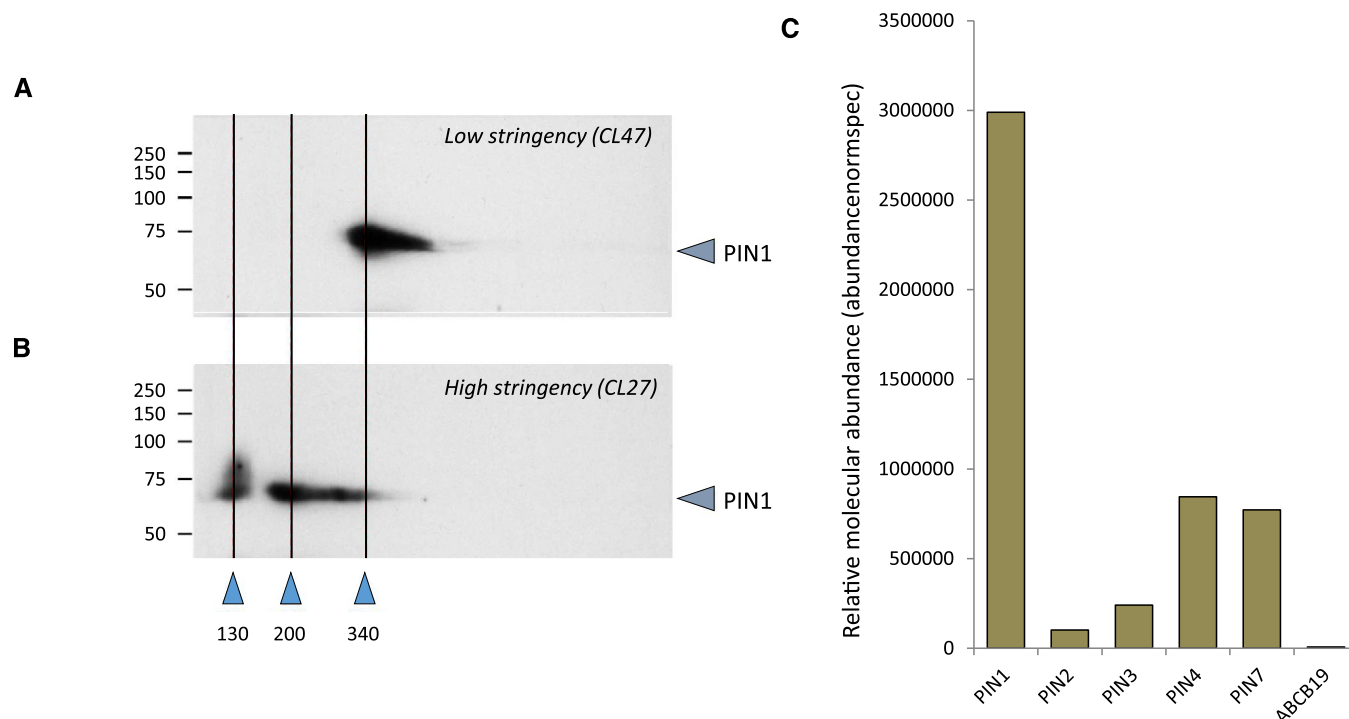 A
Low stringency (CL47)
250
150
100
75
50
PIN1
B
High stringency (CL27)
250
150
100
75
50
PIN1
130 200 340
C
Relative molecular abundance (abundancenormspec)
3500000
3000000
2500000
2000000
1500000
1000000
500000
0
PIN1 PIN2 PIN3 PIN4 PIN7 ABCB19